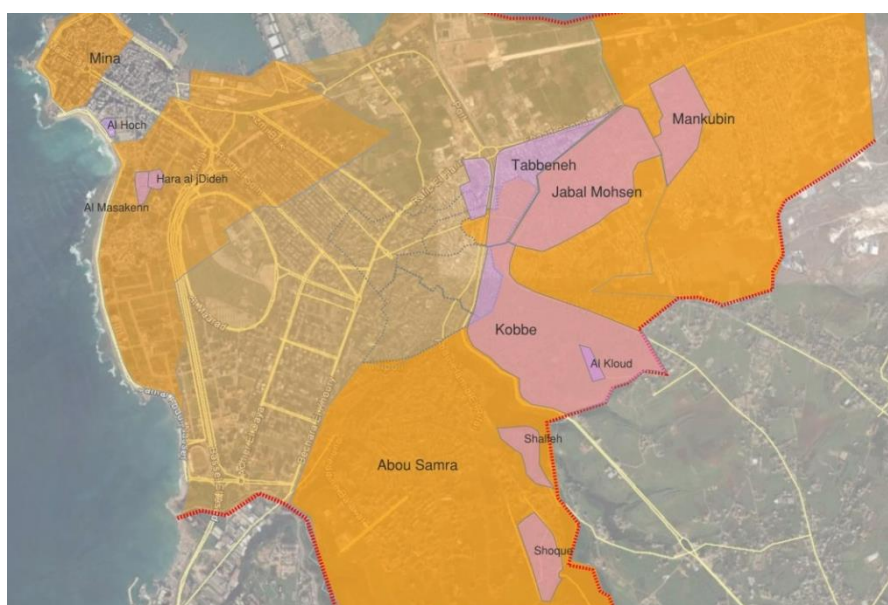 Mina
Al Hoch
Mankubin
Tabbeneh
Hara al jDideh
Jabal Mohsen
Al Masakenn
Kobbe
Al Kloud
Shalfeh
Abou Samra
Shoque